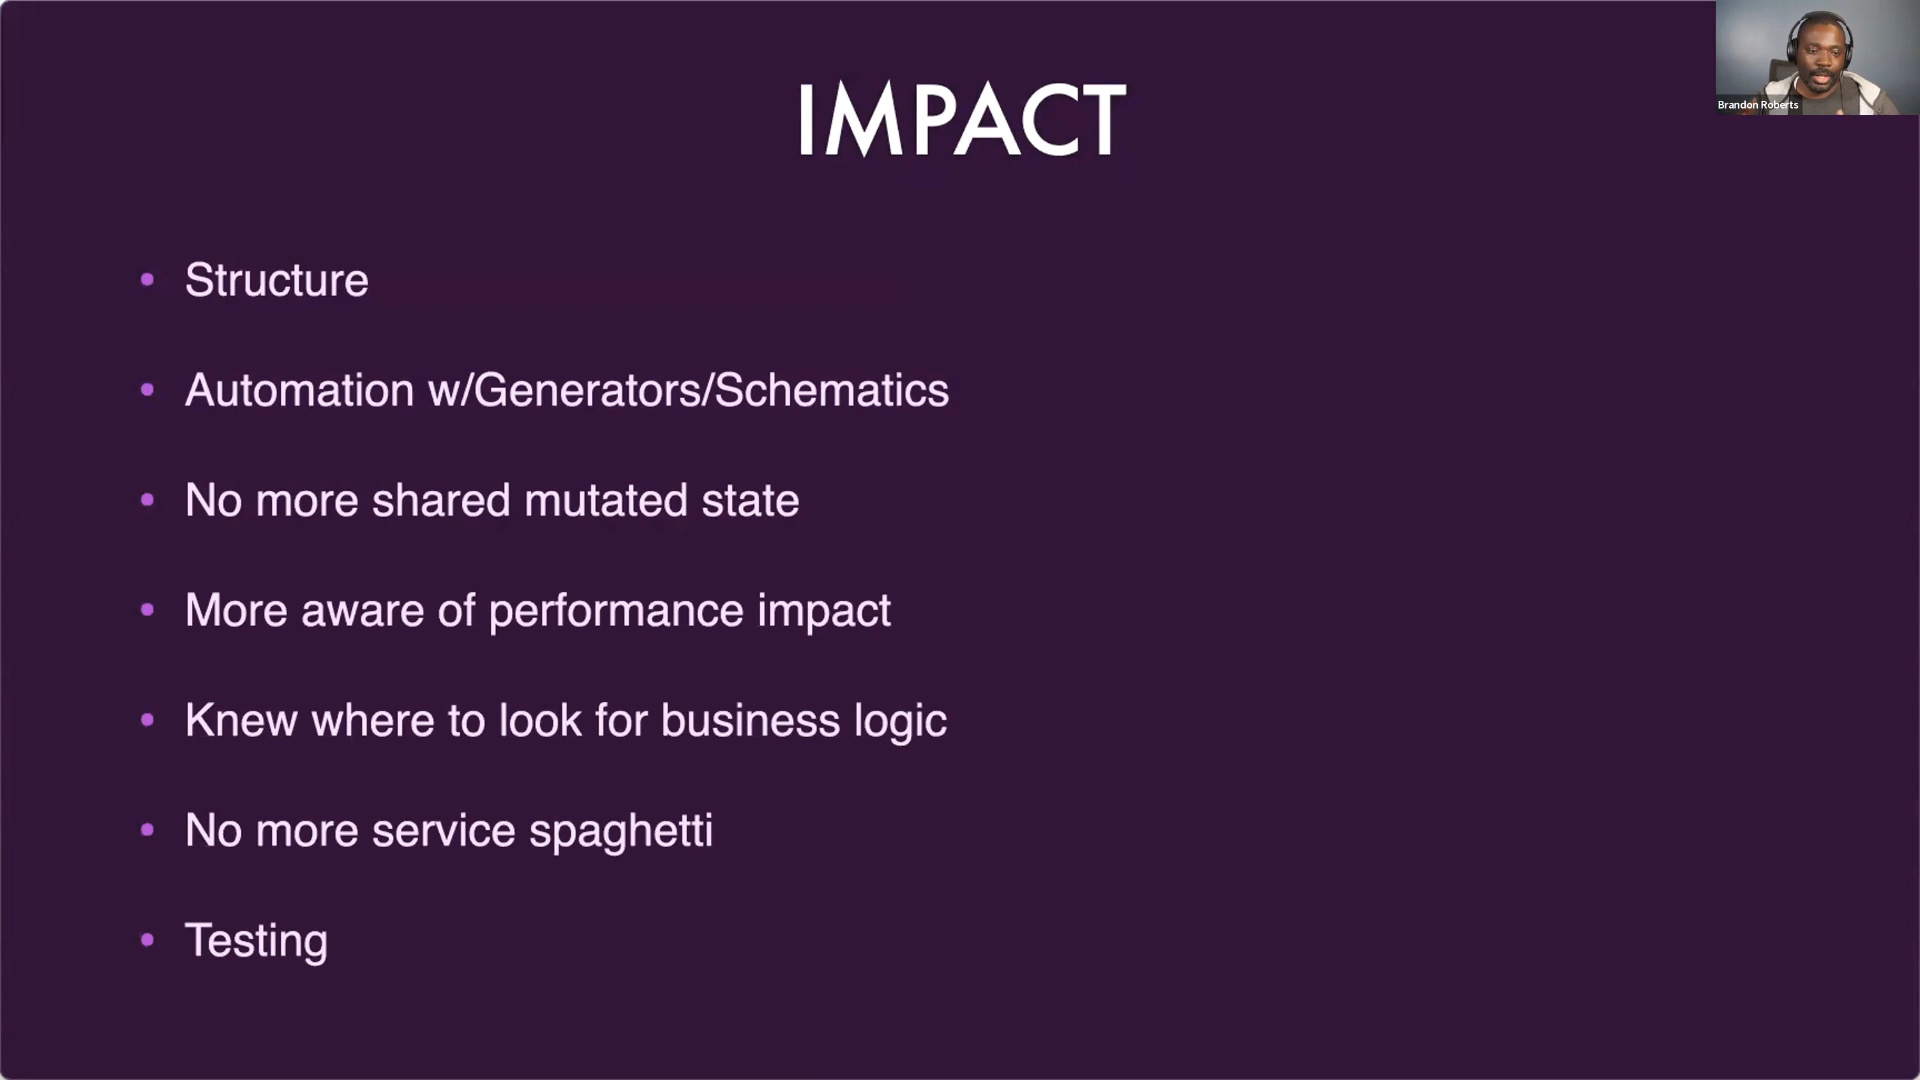 IMPACT
Brandon Roberts
• Structure
• Automation w/Generators/Schematics
• No more shared mutated state
• More aware of performance impact
• Knew where to look for business logic
• No more service spaghetti
• Testing